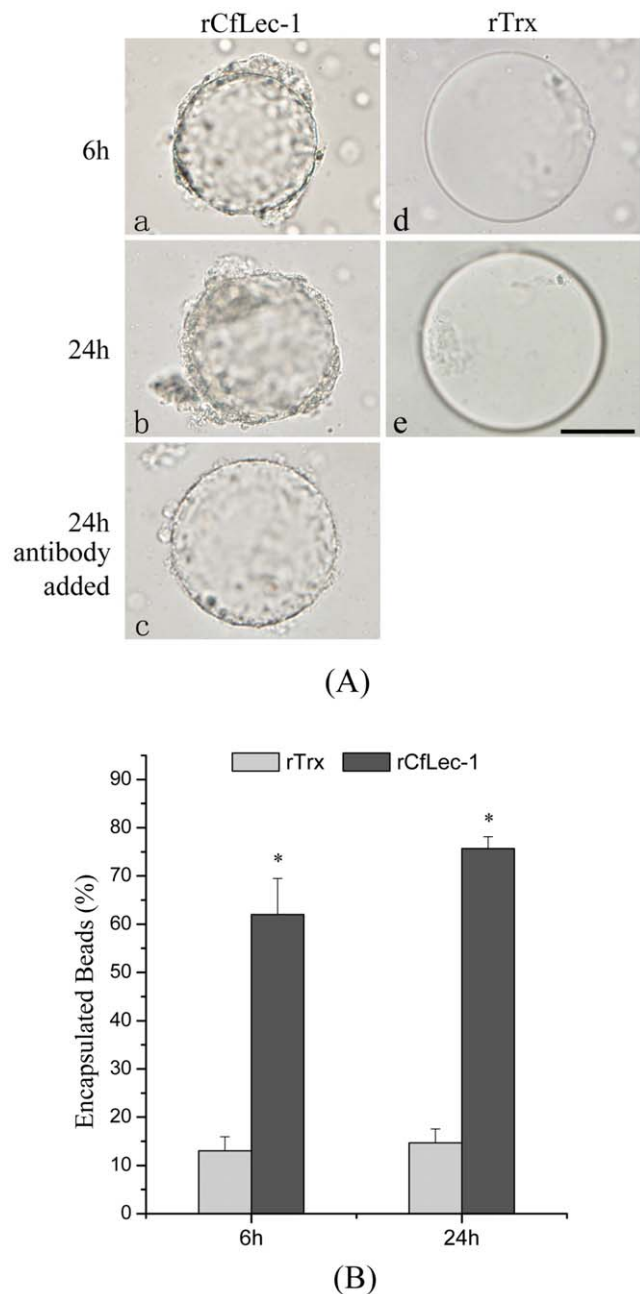 rCfLec-1 rTrx
6h
a d
24h
b e
24h
antibody
added
c
(A)
rTrx rCfLec-1
90
80
70
60
50
40
30
20
10
0
Encapsulated Beads (%)
* *
6h 24h
(B)